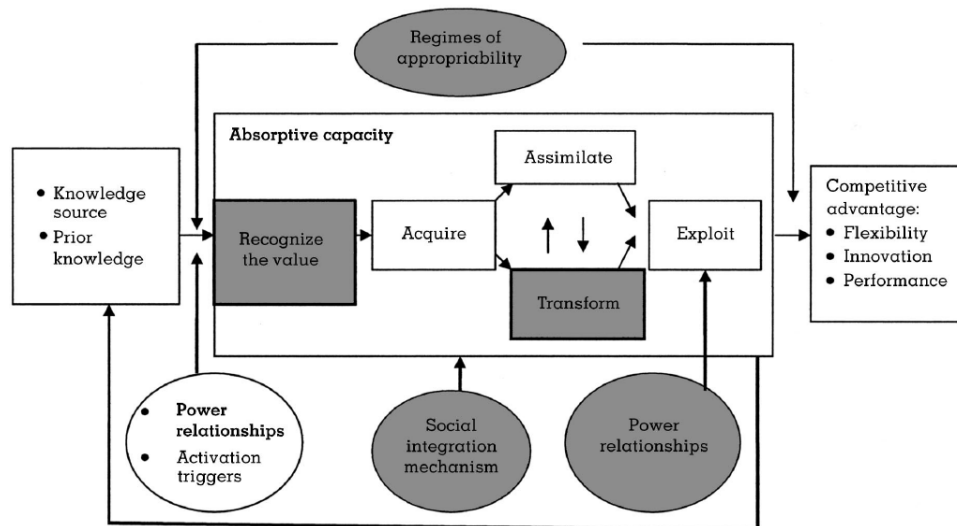 Regimes of
appropriability
Absorptive capacity
Assimilate
• Knowledge
source
• Prior
knowledge
Recognize
the value
Acquire
Exploit
Transform
Competitive
advantage:
• Flexibility
• Innovation
• Performance
• Power
relationships
• Activation
triggers
Social
integration
mechanism
Power
relationships